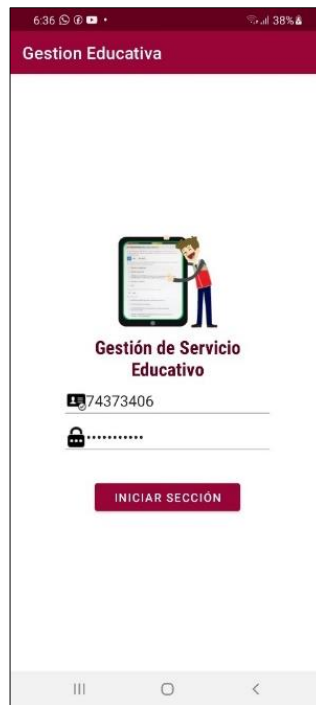 6:36
38%
Gestion Educativa
Gestión de Servicio
Educativo
74373406
•••••••••••
INICIAR SECCIÓN